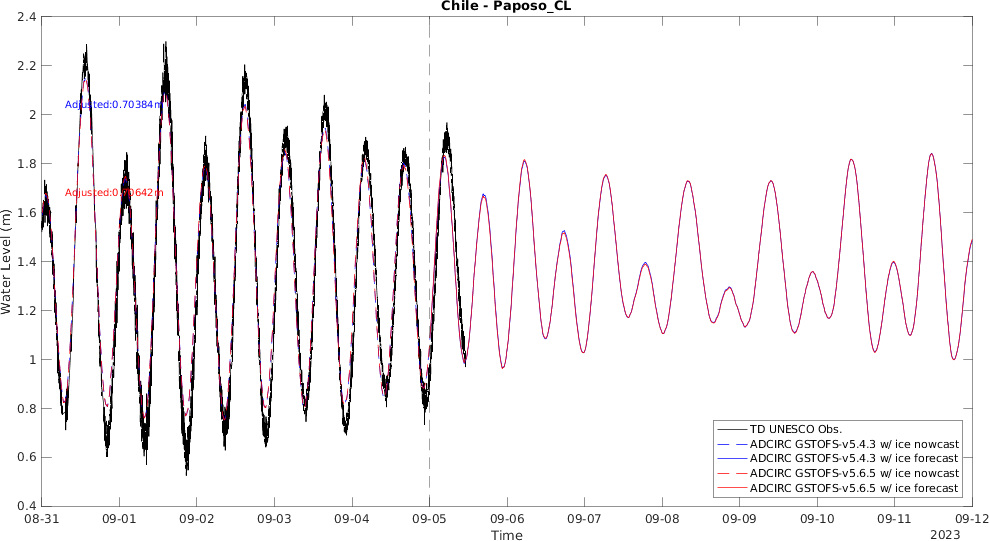 Chile - Paposo_CL
2.4
2.2
2
1.8
1.6
1.4
1.2
1
0.8
0.6
0.4
Water Level (m)
Adjusted:0.70384m
Adjusted:0.70642m
TD UNESCO Obs.
ADCIRC GSTOFS-v5.4.3 w/ ice nowcast
ADCIRC GSTOFS-v5.4.3 w/ ice forecast
ADCIRC GSTOFS-v5.6.5 w/ ice nowcast
ADCIRC GSTOFS-v5.6.5 w/ ice forecast
08-31 09-01 09-02 09-03 09-04 09-05 09-06 09-07 09-08 09-09 09-10 09-11 09-12
Time
2023